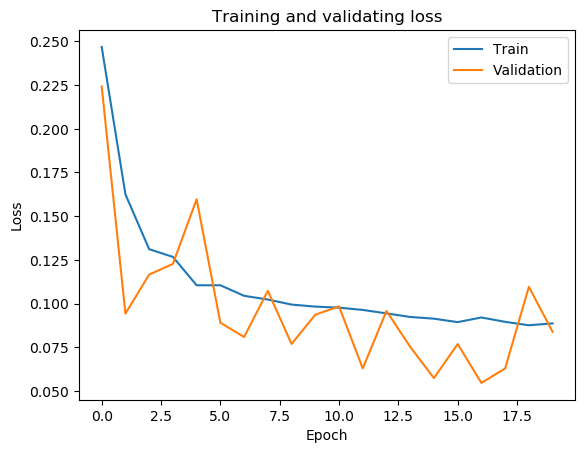 Training and validating loss
Train
Validation
0.250
0.225
0.200
0.175
0.150
0.125
0.100
0.075
0.050
Loss
0.0 2.5 5.0 7.5 10.0 12.5 15.0 17.5
Epoch